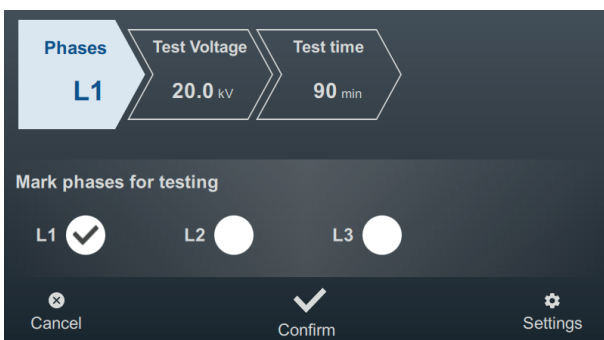 Phases
Test Voltage
Test time
L1
20.0 kV
90 min
Mark phases for testing
L1
L2
L3
Cancel
Confirm
Settings